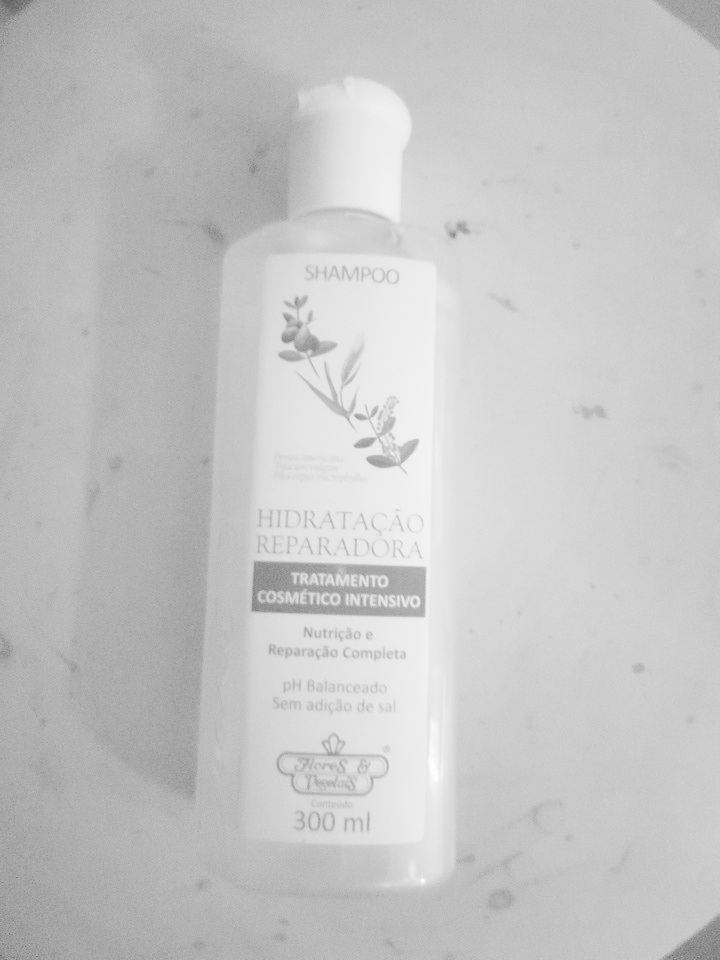 SHAMPOO
HIDRATAÇÃO
REPARADORA
TRATAMENTO
COSMÉTICO INTENSIVO
Nutrição e
Reparação Completa
pH Balanceado
Sem adição de sal
®
Flores &
Vegetais
Conteúdo
300 ml